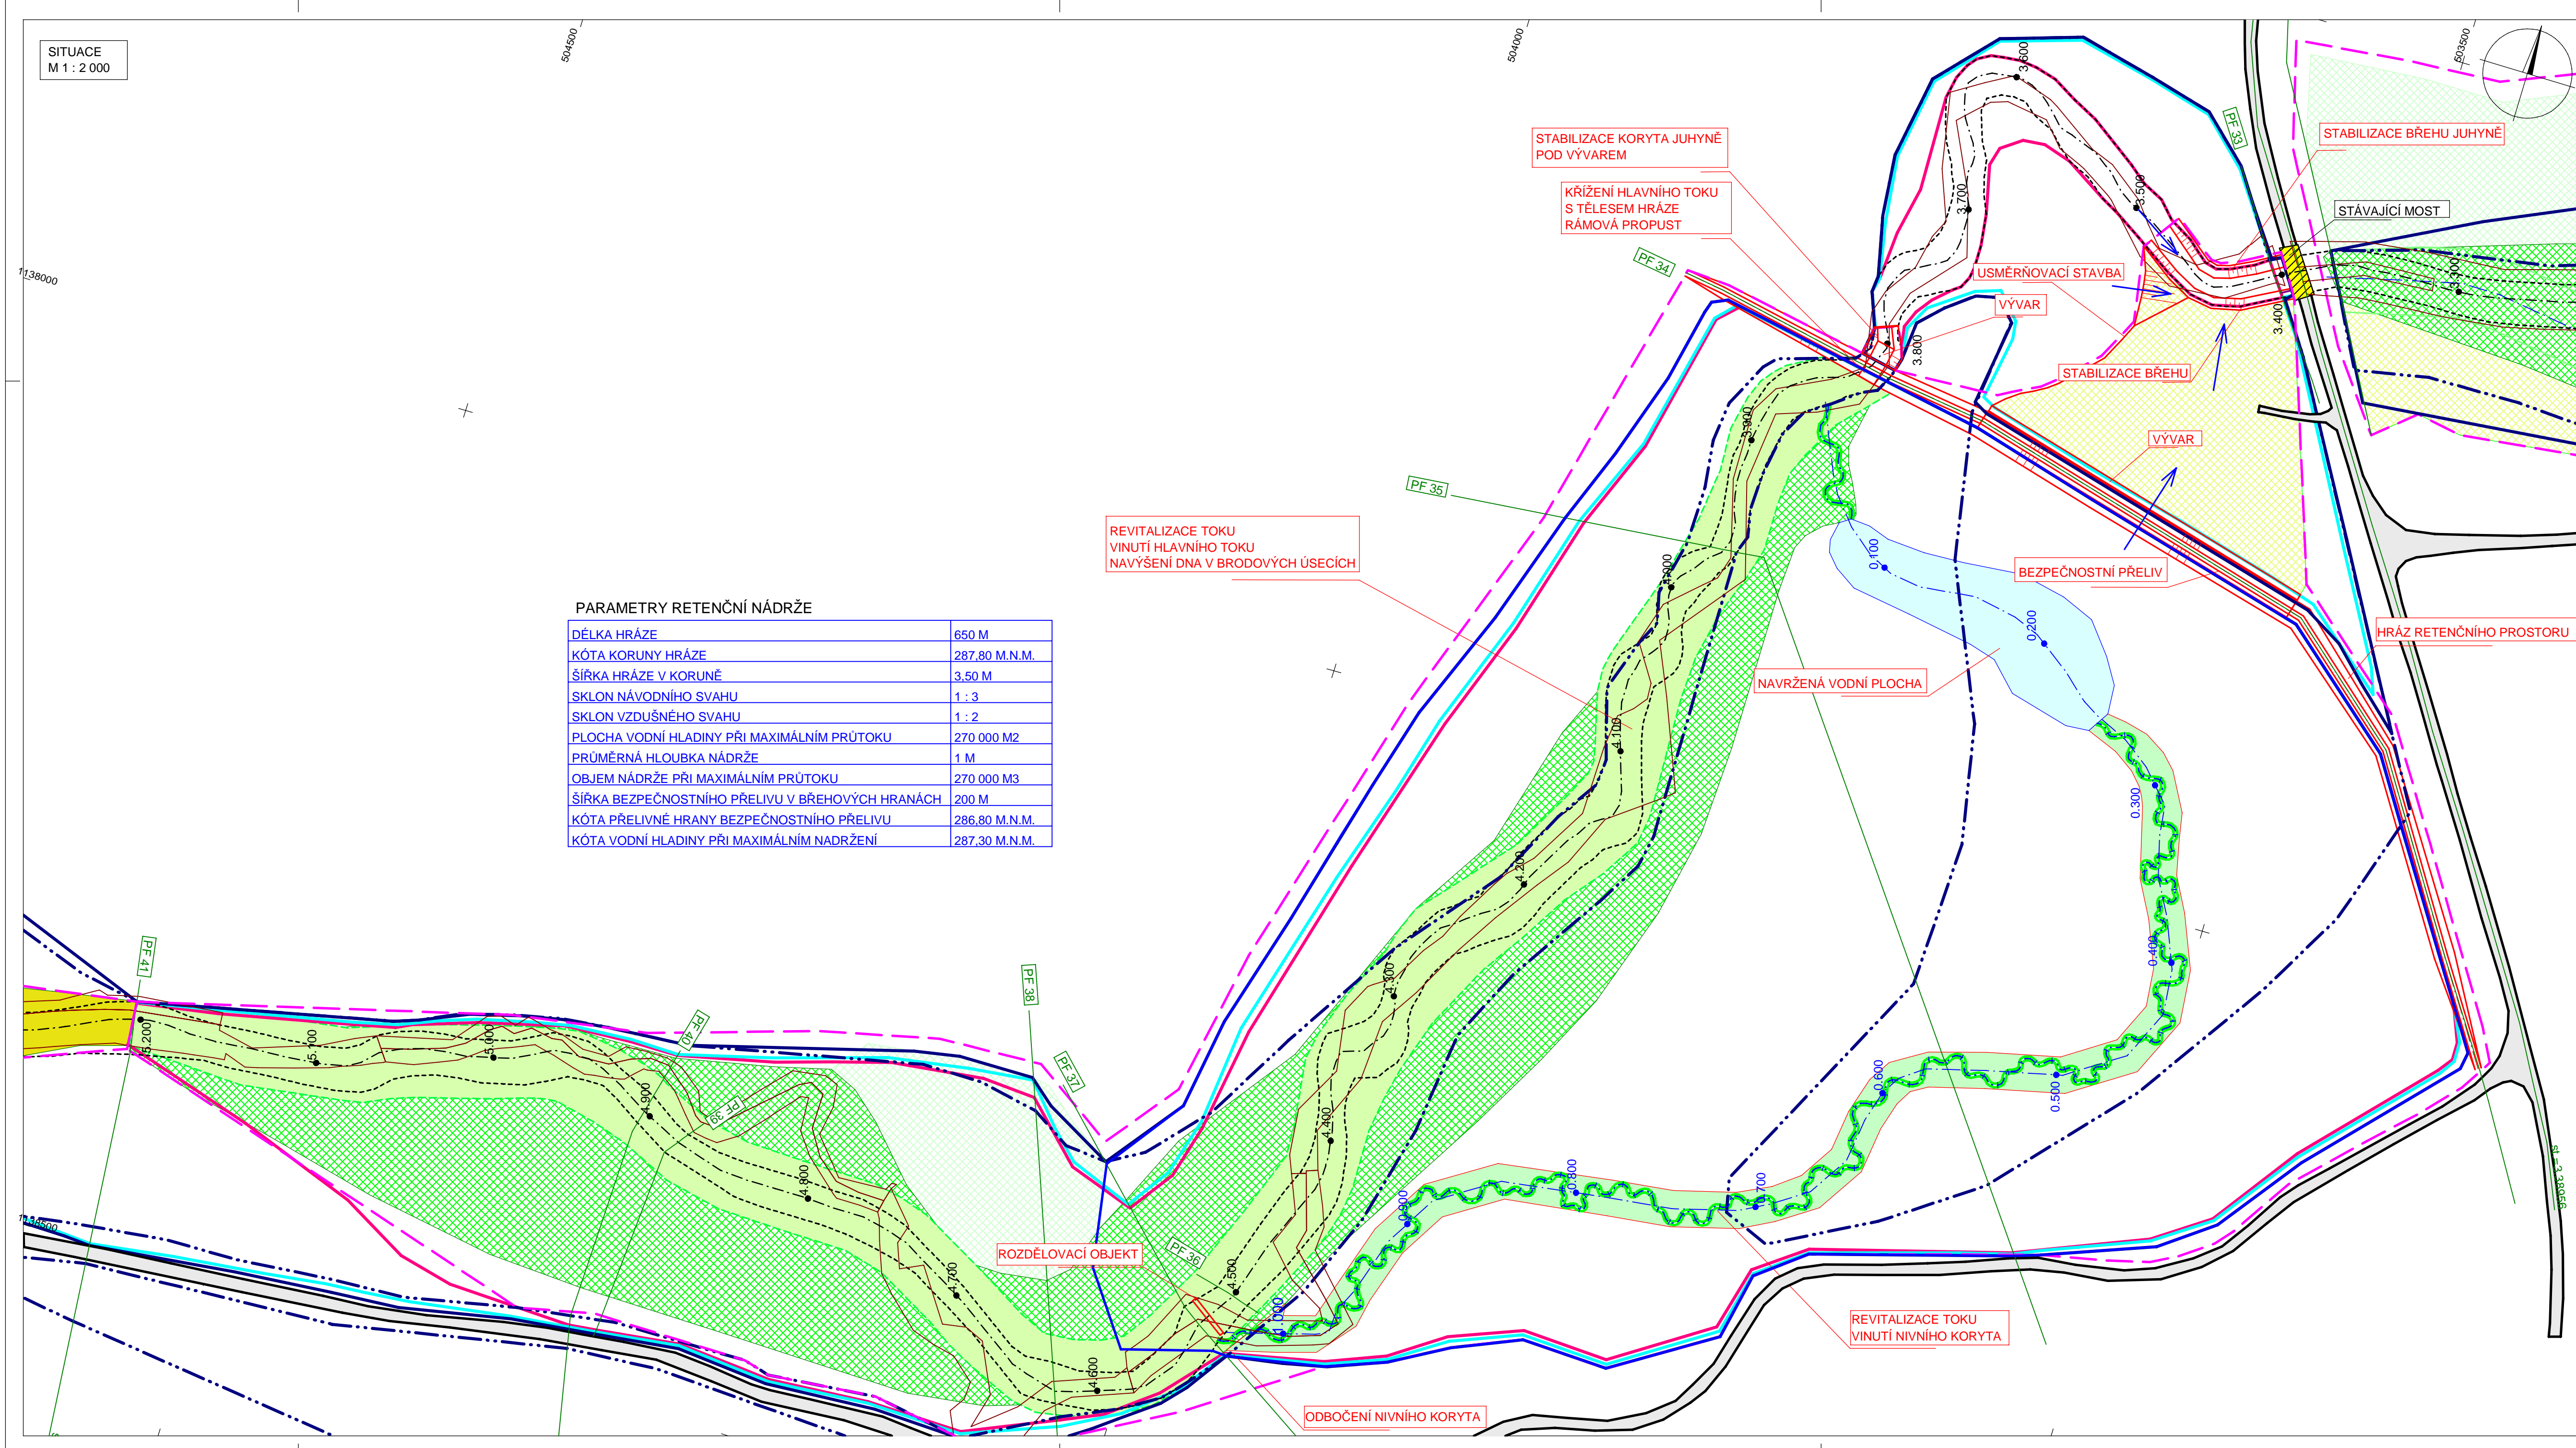 SITUACE
M 1 : 2 000
504500
504000
503500
1138000
1138500
STABILIZACE KORYTA JUHYNĚ
POD VÝVAREM
KŘÍŽENÍ HLAVNÍHO TOKU
S TĚLESEM HRÁZE
RÁMOVÁ PROPUST
STABILIZACE BŘEHU JUHYNĚ
STÁVAJÍCÍ MOST
USMĚRŇOVACÍ STAVBA
VÝVAR
STABILIZACE BŘEHU
VÝVAR
BEZPEČNOSTNÍ PŘELIV
HRÁZ RETENČNÍHO PROSTORU
NAVRŽENÁ VODNÍ PLOCHA
REVITALIZACE TOKU
VINUTÍ HLAVNÍHO TOKU
NAVÝŠENÍ DNA V BRODOVÝCH ÚSECÍCH
PARAMETRY RETENČNÍ NÁDRŽE
DÉLKA HRÁZE 650 M
KÓTA KORUNY HRÁZE 287,80 M.N.M.
ŠÍŘKA HRÁZE V KORUNĚ 3,50 M
SKLON NÁVODNÍHO SVAHU 1 : 3
SKLON VZDUŠNÉHO SVAHU 1 : 2
PLOCHA VODNÍ HLADINY PŘI MAXIMÁLNÍM PRŮTOKU 270 000 M2
PRŮMĚRNÁ HLOUBKA NÁDRŽE 1 M
OBJEM NÁDRŽE PŘI MAXIMÁLNÍM PRŮTOKU 270 000 M3
ŠÍŘKA BEZPEČNOSTNÍHO PŘELIVU V BŘEHOVÝCH HRANÁCH 200 M
KÓTA PŘELIVNÉ HRANY BEZPEČNOSTNÍHO PŘELIVU 286,80 M.N.M.
KÓTA VODNÍ HLADINY PŘI MAXIMÁLNÍM NADRŽENÍ 287,30 M.N.M.
ROZDĚLOVACÍ OBJEKT
ODBOČENÍ NIVNÍHO KORYTA
REVITALIZACE TOKU
VINUTÍ NIVNÍHO KORYTA
PF 33
PF 34
PF 35
PF 36
PF 37
PF 38
PF 39
PF 40
PF 41
3.300
3.400
3.500
3.600
3.700
3.800
3.900
4.000
4.100
4.200
4.300
4.400
4.500
4.600
4.700
4.800
4.900
5.000
5.100
5.200
0.100
0.200
0.300
0.400
0.500
0.600
0.700
0.800
0.900
1.000